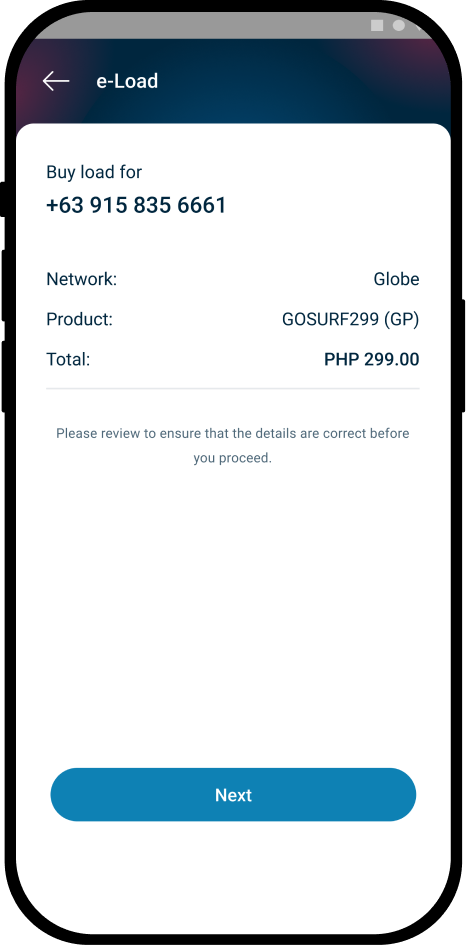 e-Load
Buy load for
+63 915 835 6661
Network: Globe
Product: GOSURF299 (GP)
Total: PHP 299.00
Please review to ensure that the details are correct before
you proceed.
Next